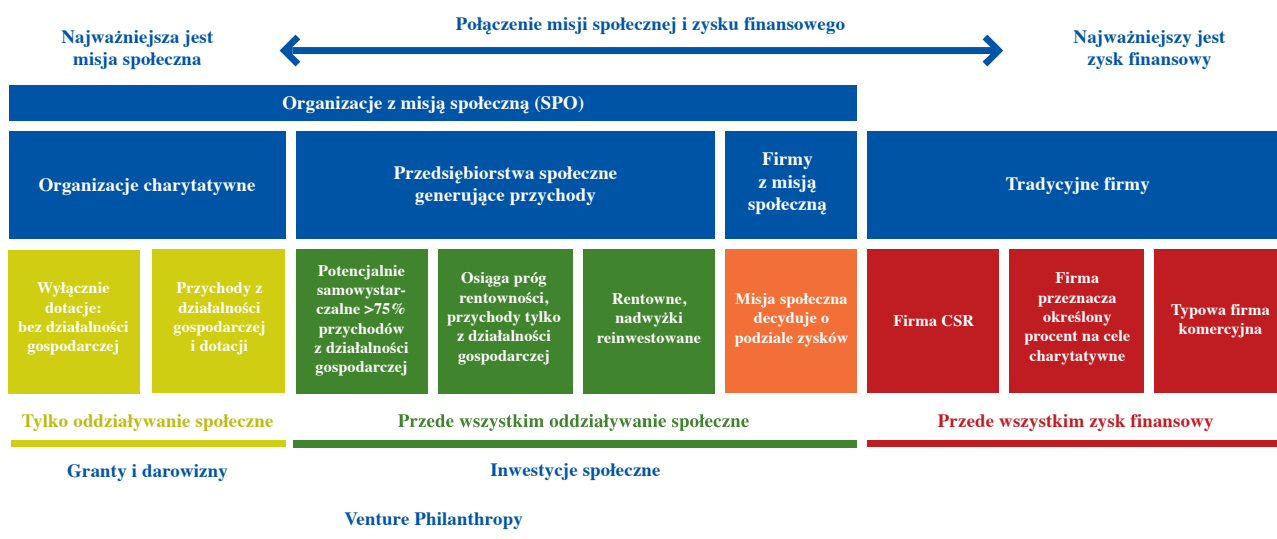 Połączenie misji społecznej i zysku finansowego
Najważniejsza jest
misja społeczna
Najważniejszy jest
zysk finansowy
Organizacje z misją społeczną (SPO)
Organizacje charytatywne
Przedsiębiorstwa społeczne
generujące przychody
Firmy
z misją
społeczną
Tradycyjne firmy
Wyłącznie
dotacje:
bez działalności
gospodarczej
Przychody z
działalności
gospodarczej
i dotacji
Potencjalnie
samowystar-
czalne >75%
przychodów
z działalności
gospodarczej
Osiąga próg
rentowności,
przychody tylko
z działalności
gospodarczej
Rentowne,
nadwyżki
reinwestowane
Misja społeczna
decyduje o
podziale zysków
Firma CSR
Firma
przeznacza
określony
procent na cele
charytatywne
Typowa firma
komercyjna
Tylko oddziaływanie społeczne
Przede wszystkim oddziaływanie społeczne
Przede wszystkim zysk finansowy
Granty i darowizny
Inwestycje społeczne
Venture Philanthropy